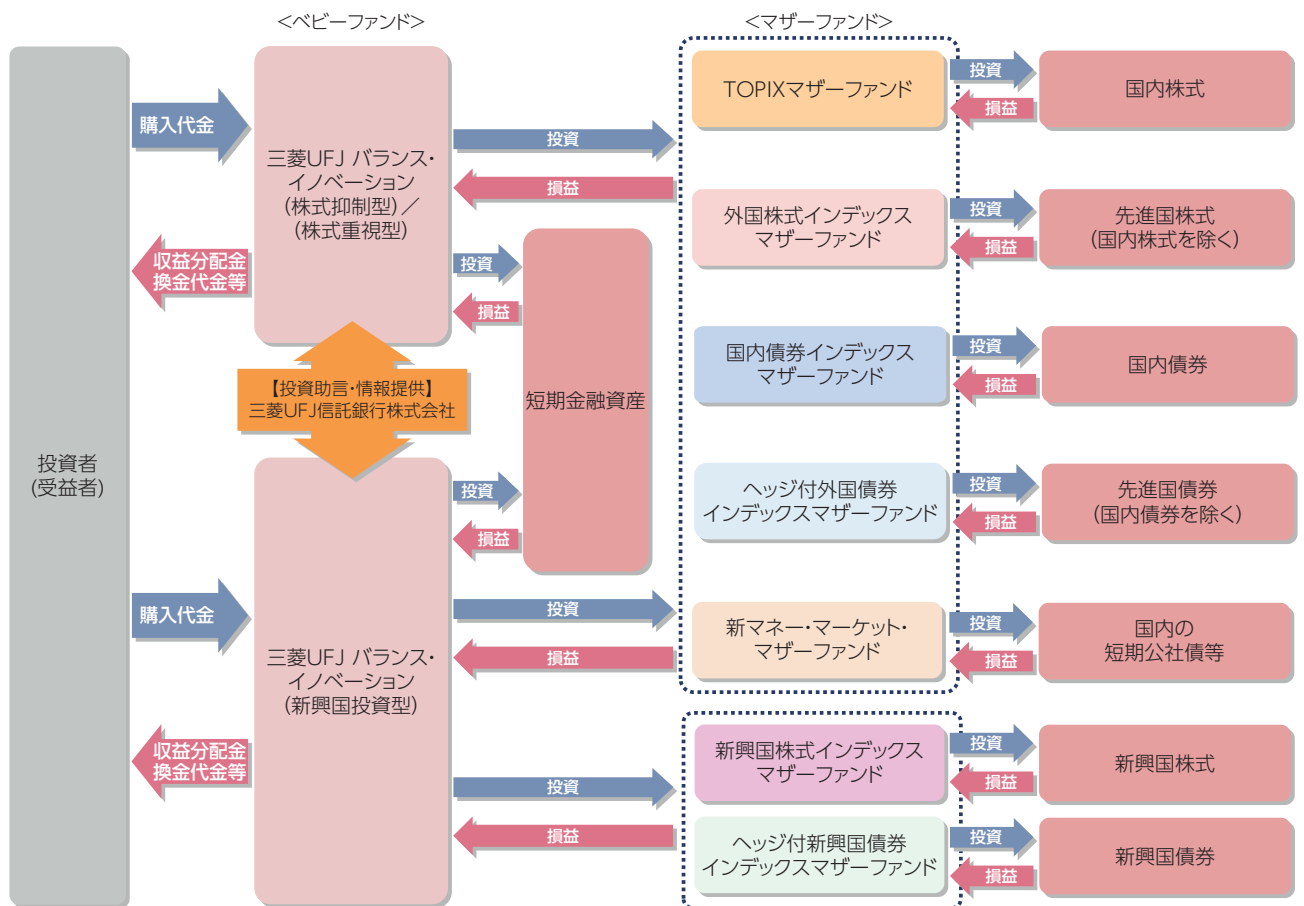 <ベビーファンド>
<マザーファンド>
投資者
(受益者)
購入代金
収益分配金
換金代金等
三菱UFJ バランス・
イノベーション
(株式抑制型)／
(株式重視型)
投資
損益
投資
損益
【投資助言・情報提供】
三菱UFJ信託銀行株式会社
短期金融資産
購入代金
収益分配金
換金代金等
三菱UFJ バランス・
イノベーション
(新興国投資型)
投資
損益
投資
損益
投資
損益
TOPIXマザーファンド
投資
損益
国内株式
外国株式インデックス
マザーファンド
投資
損益
先進国株式
(国内株式を除く)
国内債券インデックス
マザーファンド
投資
損益
国内債券
ヘッジ付外国債券
インデックスマザーファンド
投資
損益
先進国債券
(国内債券を除く)
新マネー・マーケット・
マザーファンド
投資
損益
国内の
短期公社債等
新興国株式インデックス
マザーファンド
投資
損益
新興国株式
ヘッジ付新興国債券
インデックスマザーファンド
投資
損益
新興国債券